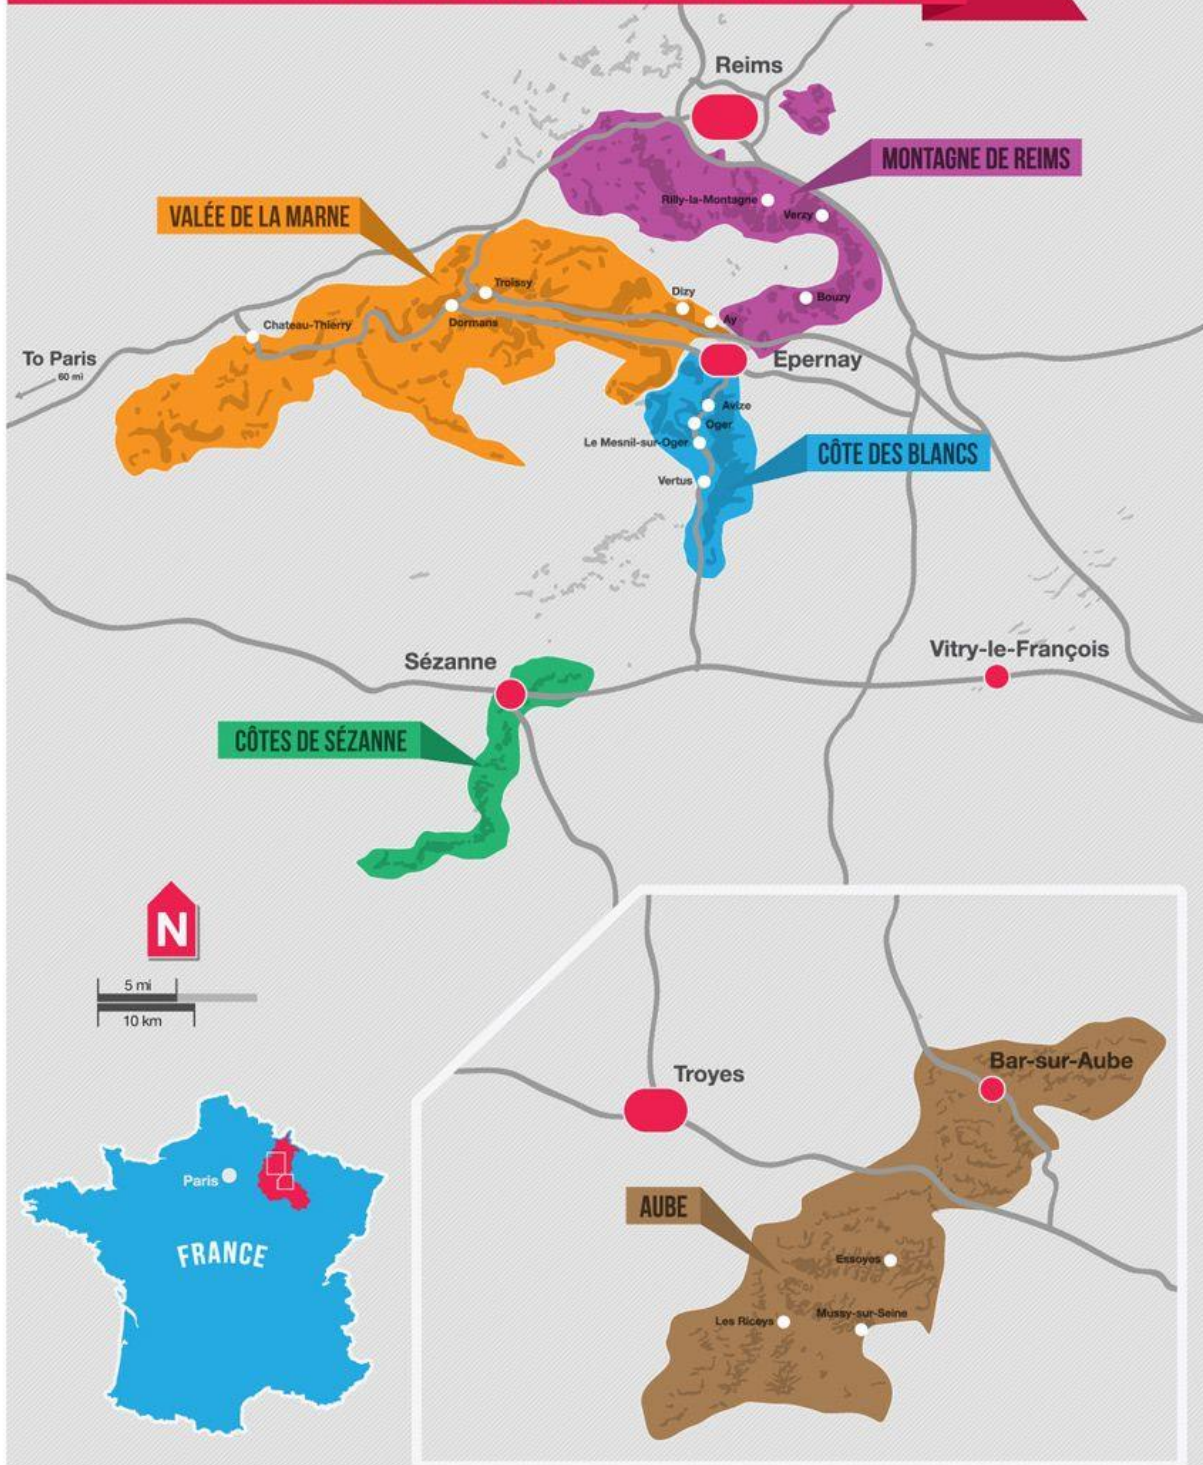 Reims
MONTAGNE DE REIMS
Rilly-la-Montagne
Verzy
VALÉE DE LA MARNE
Troissy
Dizy
Bouzy
Ay
Dormans
Chateau-Thierry
To Paris
60 mi
Epernay
Avize
Oger
Le Mesnil-sur-Oger
CÔTE DES BLANCS
Vertus
Sézanne
Vitry-le-François
CÔTES DE SÉZANNE
N
5 mi
10 km
Troyes
Bar-sur-Aube
Paris
AUBE
FRANCE
Essoyes
Mussy-sur-Seine
Les Riceys